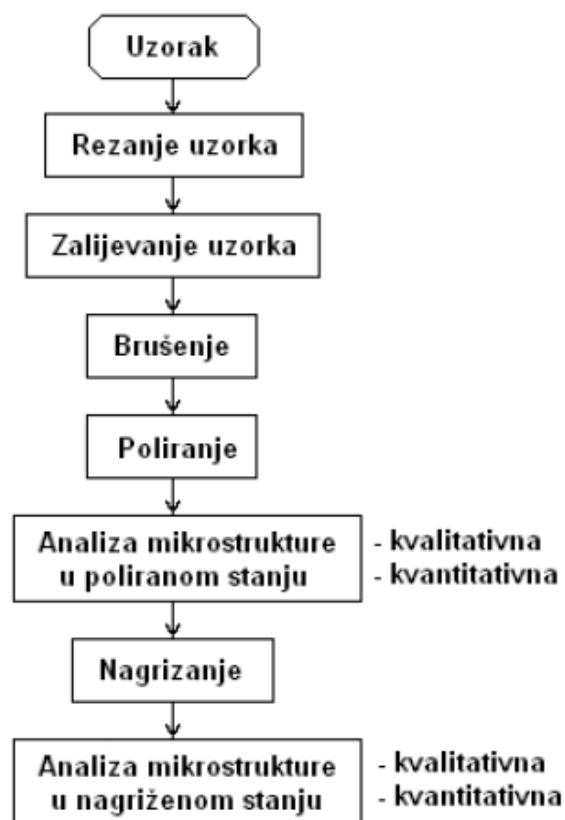 Uzorak
Rezanje uzorka
Zalijevanje uzorka
Brušenje
Poliranje
Analiza mikrostrukture
u poliranom stanju
- kvalitativna
- kvantitativna
Nagrizanje
Analiza mikrostrukture
u nagriženom stanju
- kvalitativna
- kvantitativna